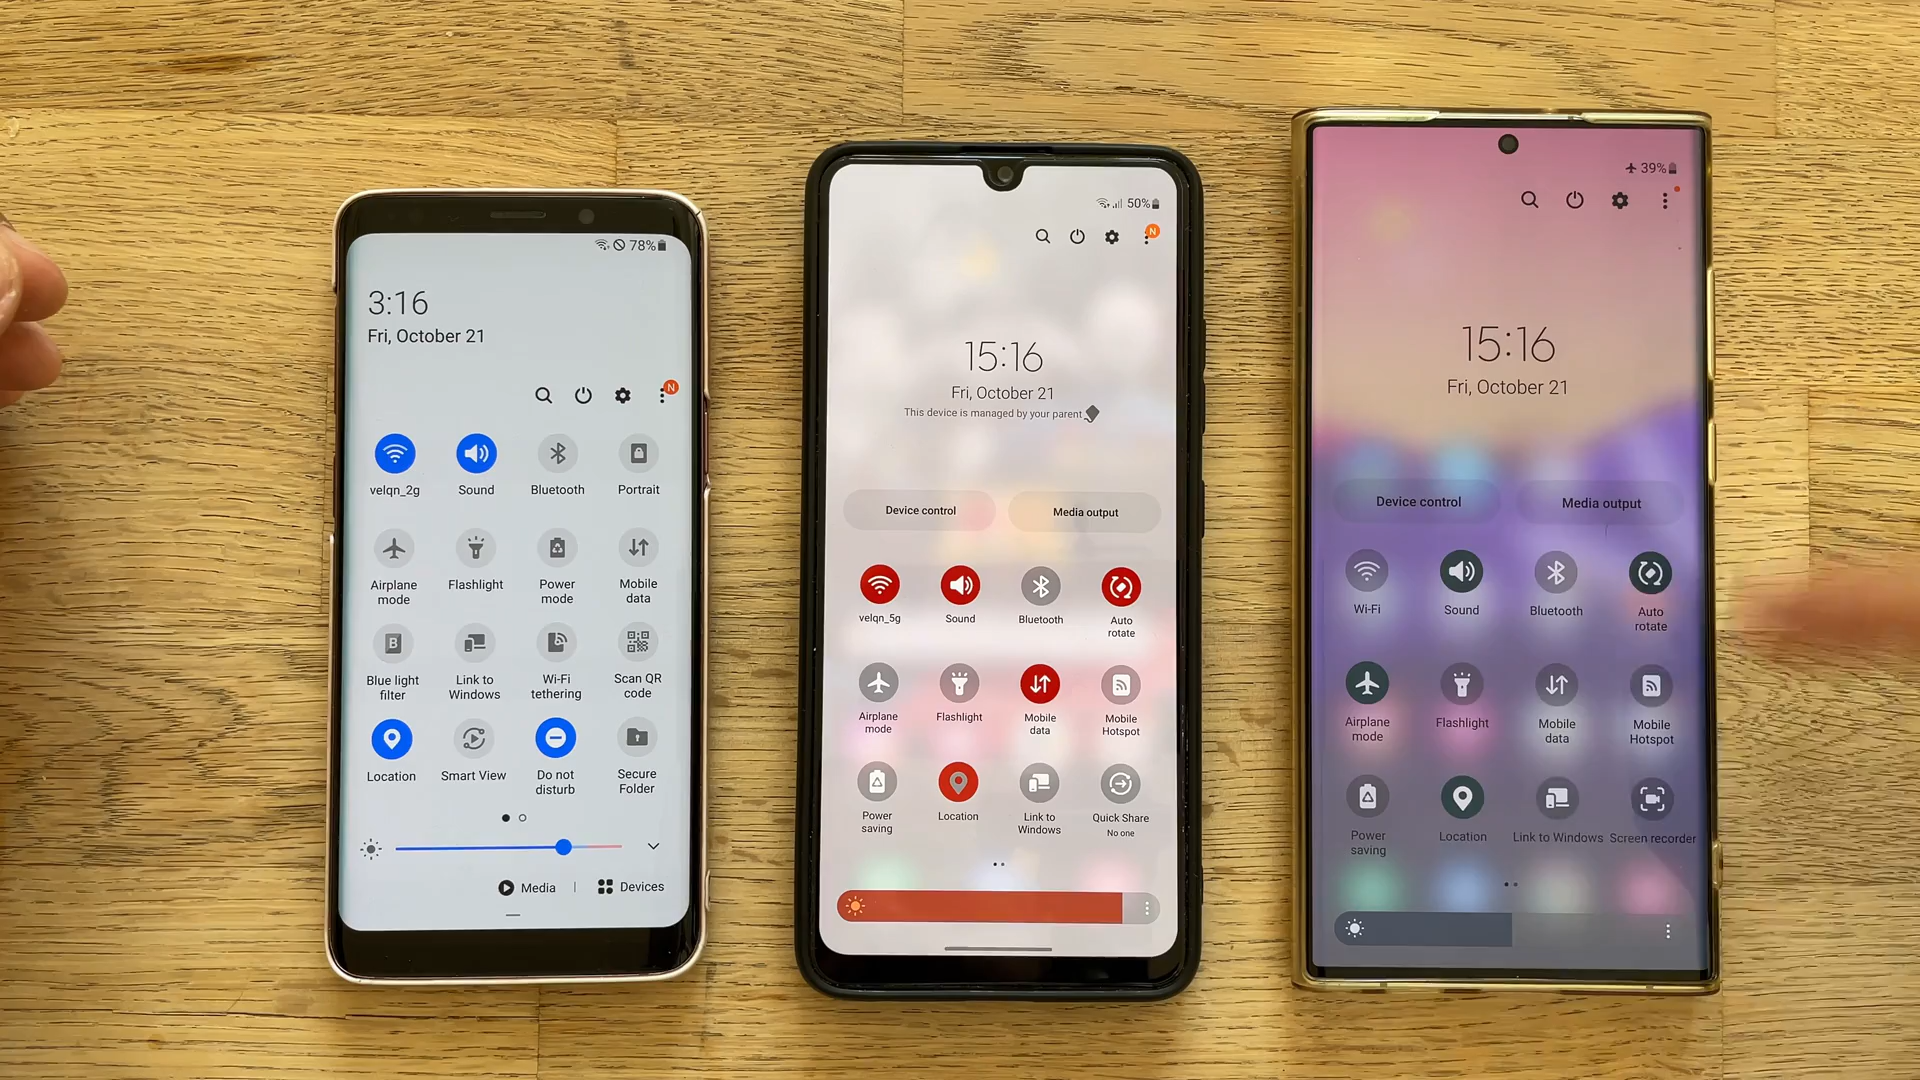 78%
3:16
Fri, October 21
N
velqn_2g
Sound
Bluetooth
Portrait
Airplane
mode
Flashlight
Power
mode
Mobile
data
B
Blue light
filter
Link to
Windows
Wi-Fi
tethering
Scan QR
code
Location
Smart View
Do not
disturb
Secure
Folder
Media
Devices
50%
N
15:16
Fri, October 21
This device is managed by your parent
Device control
Media output
velqn_5g
Sound
Bluetooth
Auto
rotate
Airplane
mode
Flashlight
Mobile
data
Mobile
Hotspot
Power
saving
Location
Link to
Windows
Quick Share
No one
39%
15:16
Fri, October 21
Device control
Media output
Wi-Fi
Sound
Bluetooth
Auto
rotate
Airplane
mode
Flashlight
Mobile
data
Mobile
Hotspot
Power
saving
Location
Link to Windows
Screen recorder